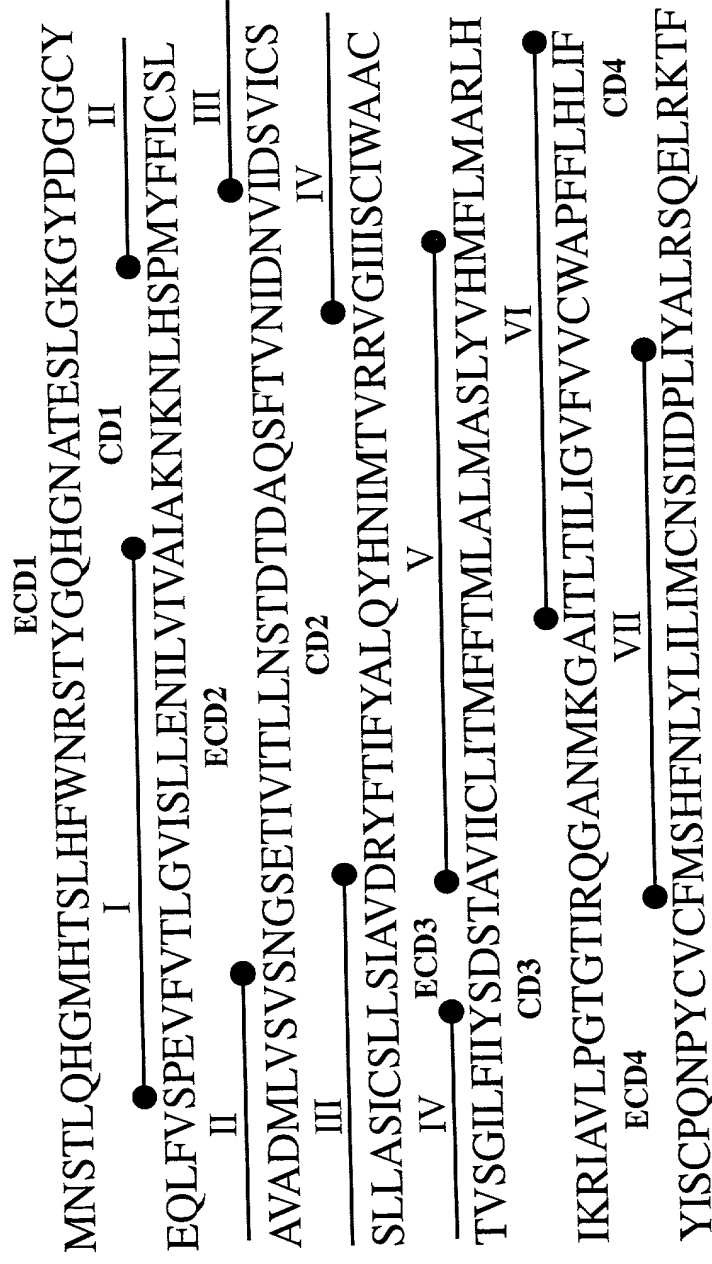 ECD1
MNSTLQHGMHTSLHFWNRSTYGQHGNATESLGKGYPDGGCY
I CD1 II
EQLFVSPEVFVTLGVISLLENILVIVAIAKNKNLHSPMYFFICSL
II ECD2 III
AVADMLVSVSNGSETIVITLLNSTDTDAQSFTVNIDNVIDSVICS
III CD2 IV
SLLASICSLLSIAVDRYFTIFYALQYHNIMTVRRVGIIISCIWAAC
IV ECD3 V
TVSGILFIIYSDSTAVIICLITMFFTMLALMASLYVHMFLMARLH
CD3 VI
IKRIAVLPGTGTIRQGANMKGAITLTILIGVFVVCWAPFFLHLIF
ECD4 VII CD4
YISCPQNPYCVCFMSHFNLYLILIMCNSIIDPLIYALRSQELRKTF